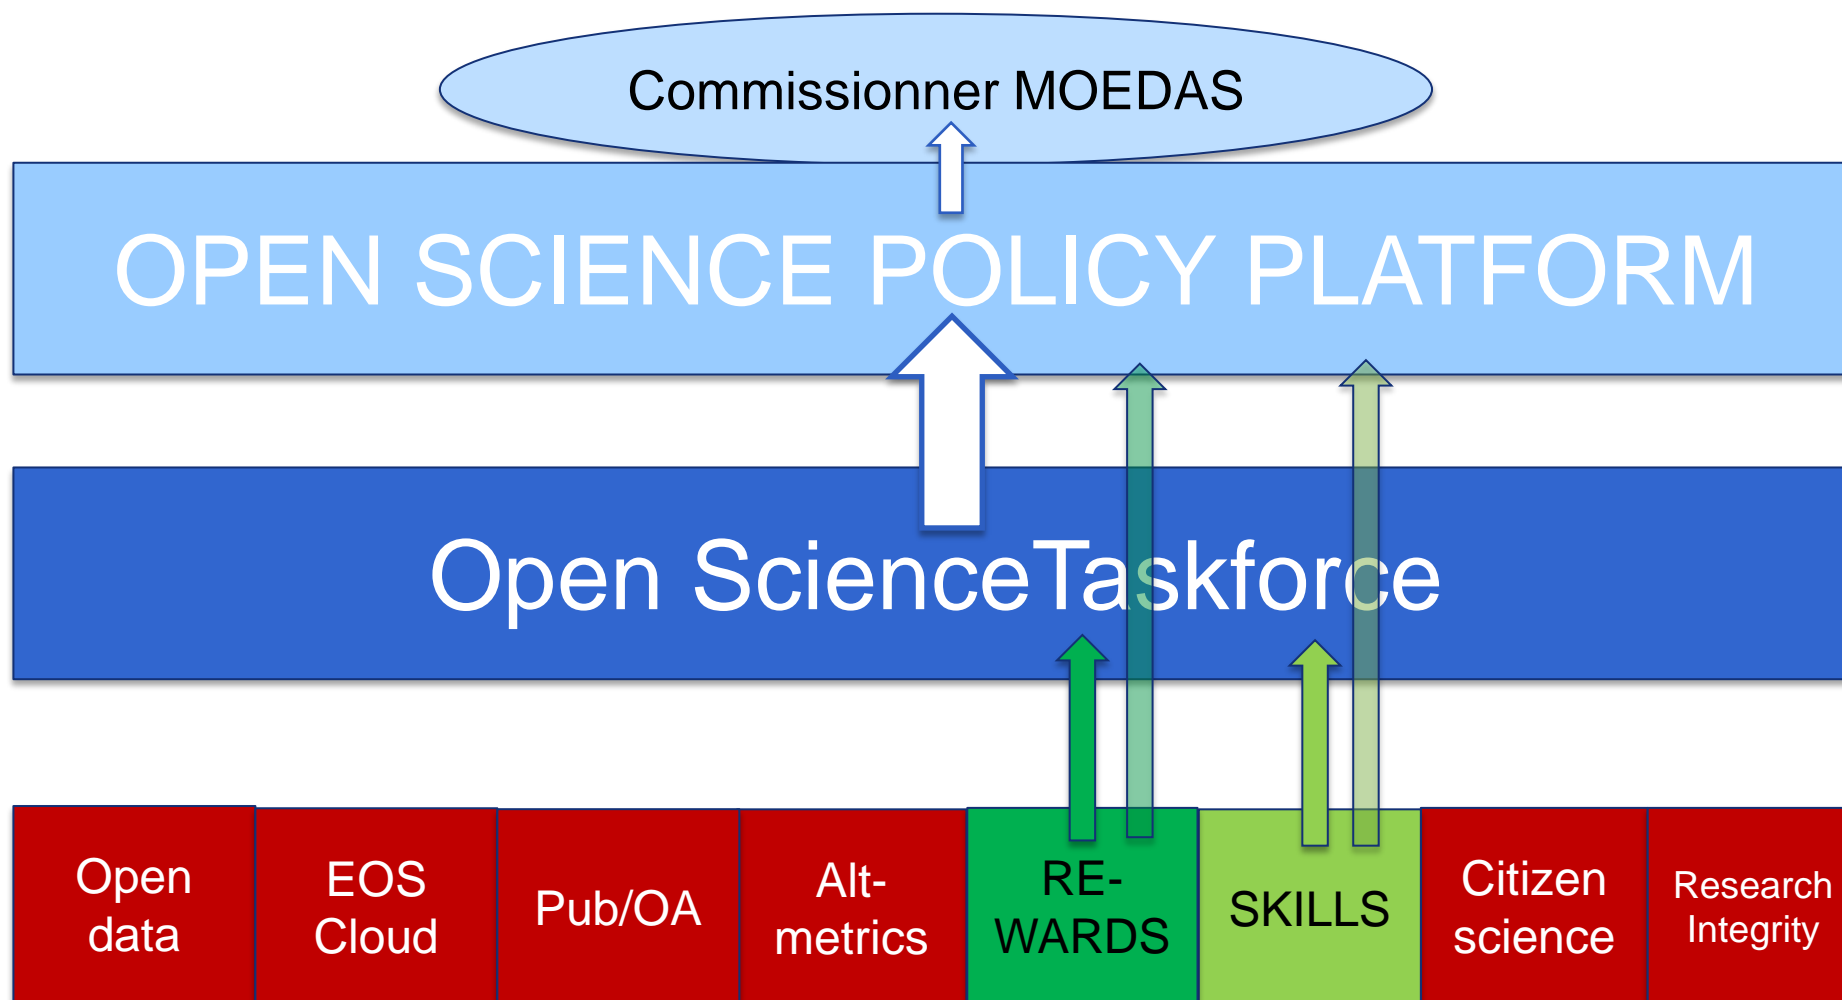 Commissionner MOEDAS
OPEN SCIENCE POLICY PLATFORM
Open ScienceTaskforce
Open
data
EOS
Cloud
Pub/OA
Alt-
metrics
RE-
WARDS
SKILLS
Citizen
science
Research
Integrity